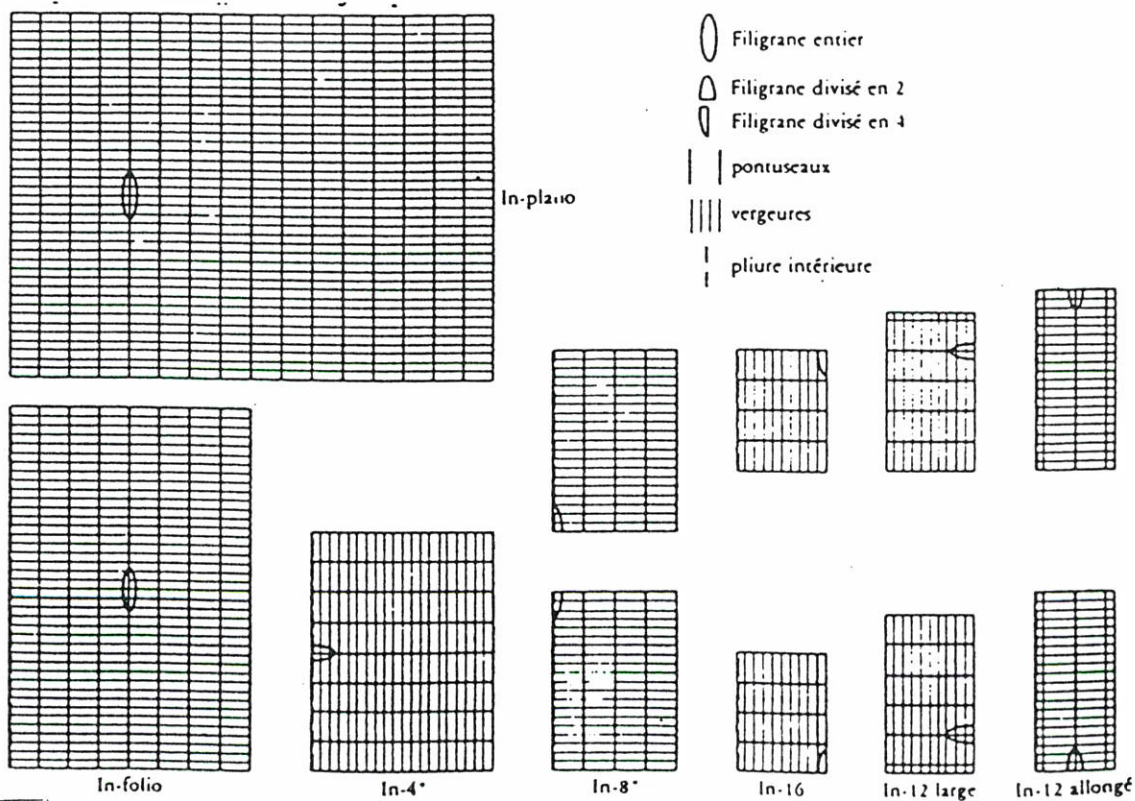 Filigrane entier
Filigrane divisé en 2
Filigrane divisé en 4
pontuseaux
In-plano
vergeures
pliure intérieure
In-folio
In-4°
In-8°
In-16
In-12 large
In-12 allongé